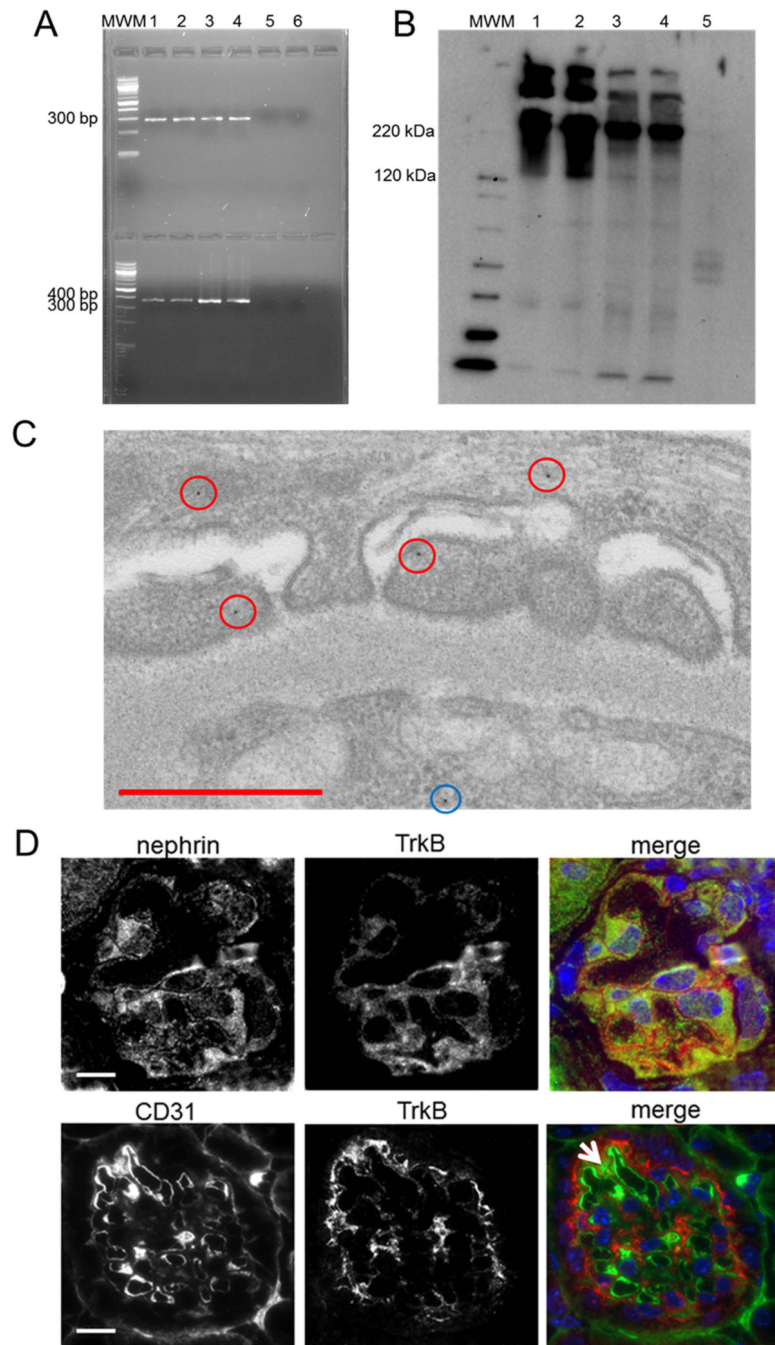 A
MWM 1 2 3 4 5 6
300 bp
400 bp
300 bp
B
MWM 1 2 3 4 5
220 kDa
120 kDa
C
D
nephrin TrkB merge
CD31 TrkB merge